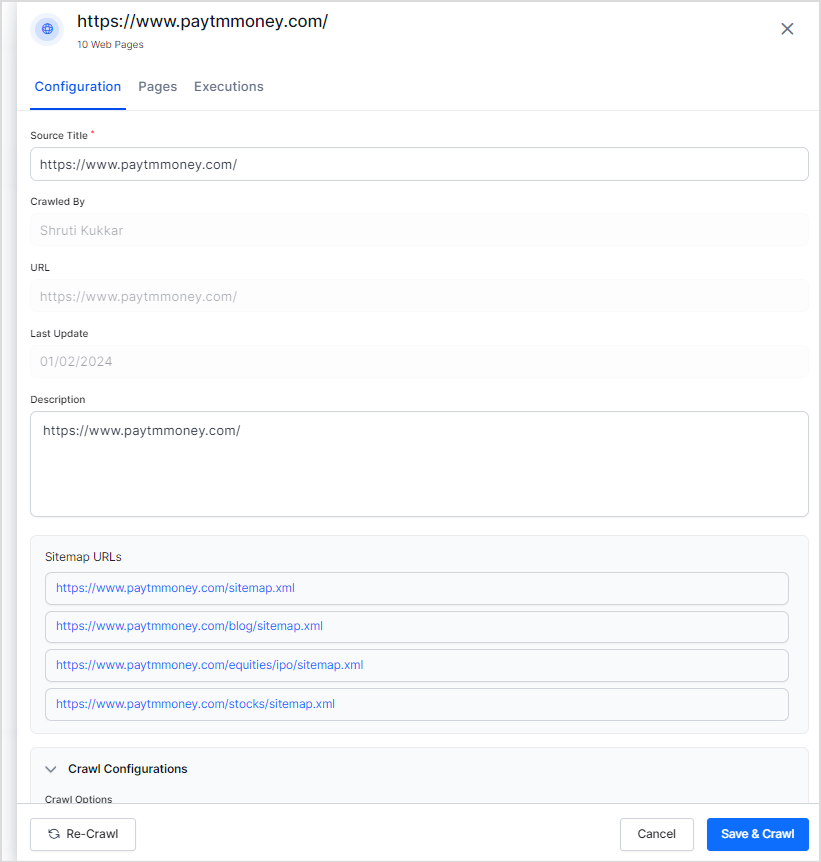 https://www.paytmmoney.com/
10 Web Pages
Configuration Pages Executions
Source Title *
https://www.paytmmoney.com/
Crawled By
Shruti Kukkar
URL
https://www.paytmmoney.com/
Last Update
01/02/2024
Description
https://www.paytmmoney.com/
Sitemap URLs
https://www.paytmmoney.com/sitemap.xml
https://www.paytmmoney.com/blog/sitemap.xml
https://www.paytmmoney.com/equities/ipo/sitemap.xml
https://www.paytmmoney.com/stocks/sitemap.xml
Crawl Configurations
Crawl Options
Re-Crawl Cancel Save & Crawl